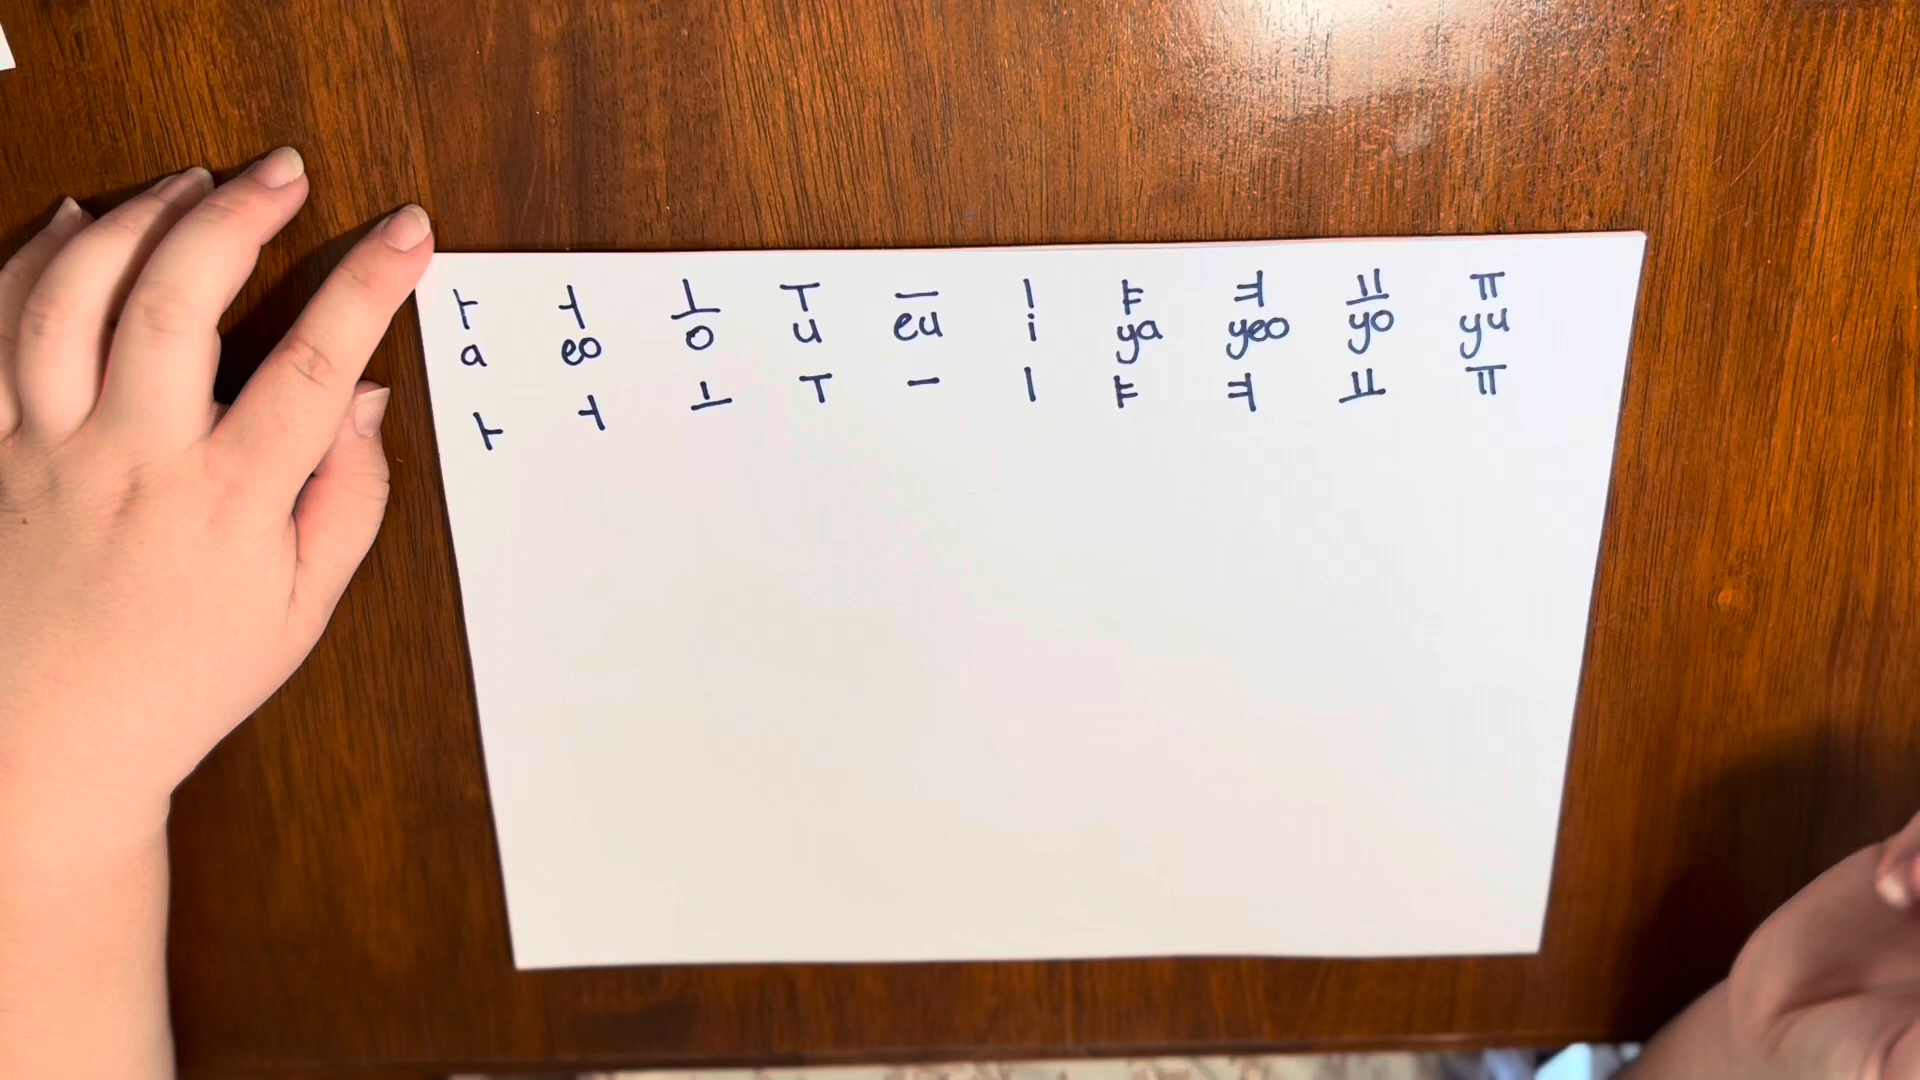 ㅏ ㅓ ㅗ ㅜ ㅡ ㅣ ㅑ ㅕ ㅛ ㅠ
a eo o u eu i ya yeo yo yu
ㅏ ㅓ ㅗ ㅜ ㅡ ㅣ ㅑ ㅕ ㅛ ㅠ